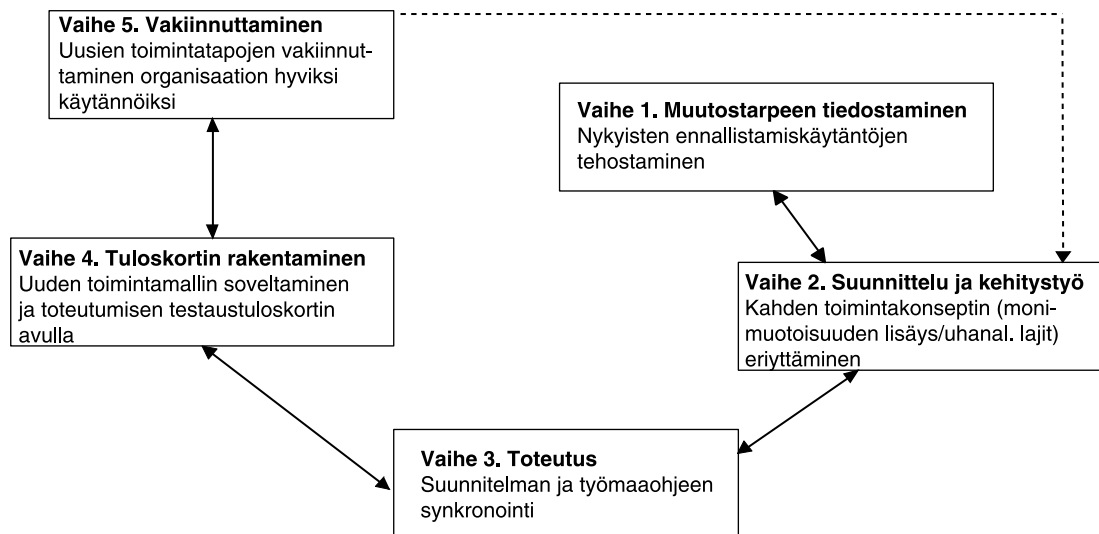 Vaihe 5. Vakiinnuttaminen
Uusien toimintatapojen vakiinnut-
taminen organisaation hyviksi
käytännöiksi
Vaihe 1. Muutostarpeen tiedostaminen
Nykyisten ennallistamiskäytäntöjen
tehostaminen
Vaihe 4. Tuloskortin rakentaminen
Uuden toimintamallin soveltaminen
ja toteutumisen testaustuloskortin
avulla
Vaihe 2. Suunnittelu ja kehitystyö
Kahden toimintakonseptin (moni-
muotoisuuden lisäys/uhanal. lajit)
eriyttäminen
Vaihe 3. Toteutus
Suunnitelman ja työmaaohjeen
synkronointi